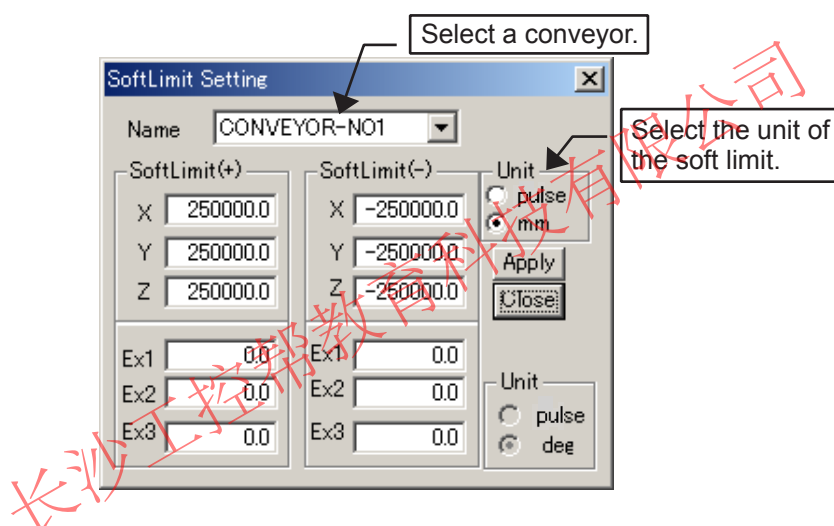 Select a conveyor.
SoftLimit Setting
Name CONVEYOR-NO1
Select the unit of
the soft limit.
SoftLimit(+) SoftLimit(-) Unit
X 250000.0 X -250000.0 pulse
mm
Y 250000.0 Y -250000.0 Apply
Z 250000.0 Z -250000.0 Close
Ex1 0.0 Ex1 0.0
Ex2 0.0 Ex2 0.0 Unit
pulse
Ex3 0.0 Ex3 0.0 deg
长沙工控帮教育科技有限公司